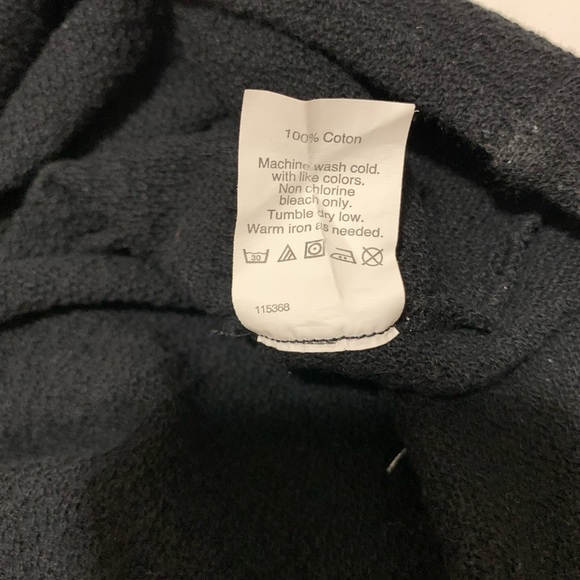 100% Coton
Machine wash cold.
with like colors.
Non chlorine
bleach only.
Tumble dry low.
Warm iron as needed.
30
115368